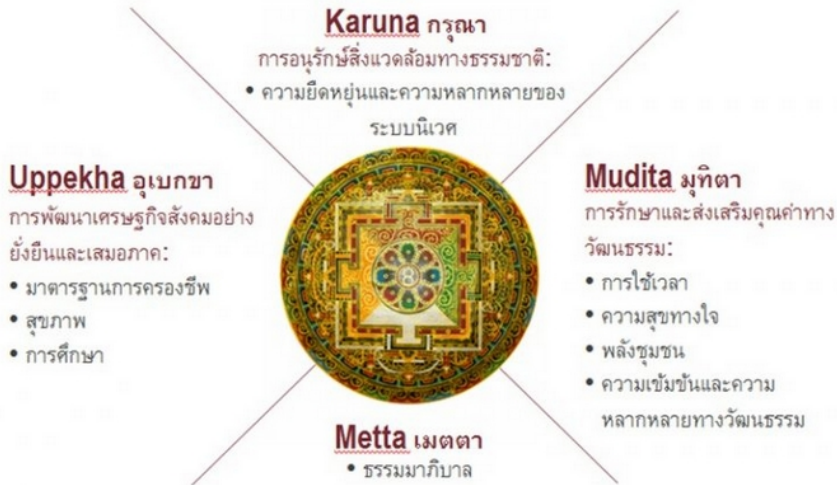 Karuna กรุณา
การอนุรักษ์สิ่งแวดล้อมทางธรรมชาติ:
• ความยืดหยุ่นและความหลากหลายของ
ระบบนิเวศ
Uppekha อุเบกขา
การพัฒนาเศรษฐกิจสังคมอย่าง
ยั่งยืนและเสมอภาค:
• มาตารฐานการครองชีพ
• สุขภาพ
• การศึกษา
Mudita มุทิตา
การรักษาและส่งเสริมคุณค่าทาง
วัฒนธรรม:
• การใช้เวลา
• ความสุขทางใจ
• พลังชุมชน
• ความเข้มข้นและความ
หลากหลายทางวัฒนธรรม
Metta เมตตา
• ธรรมมาภิบาล